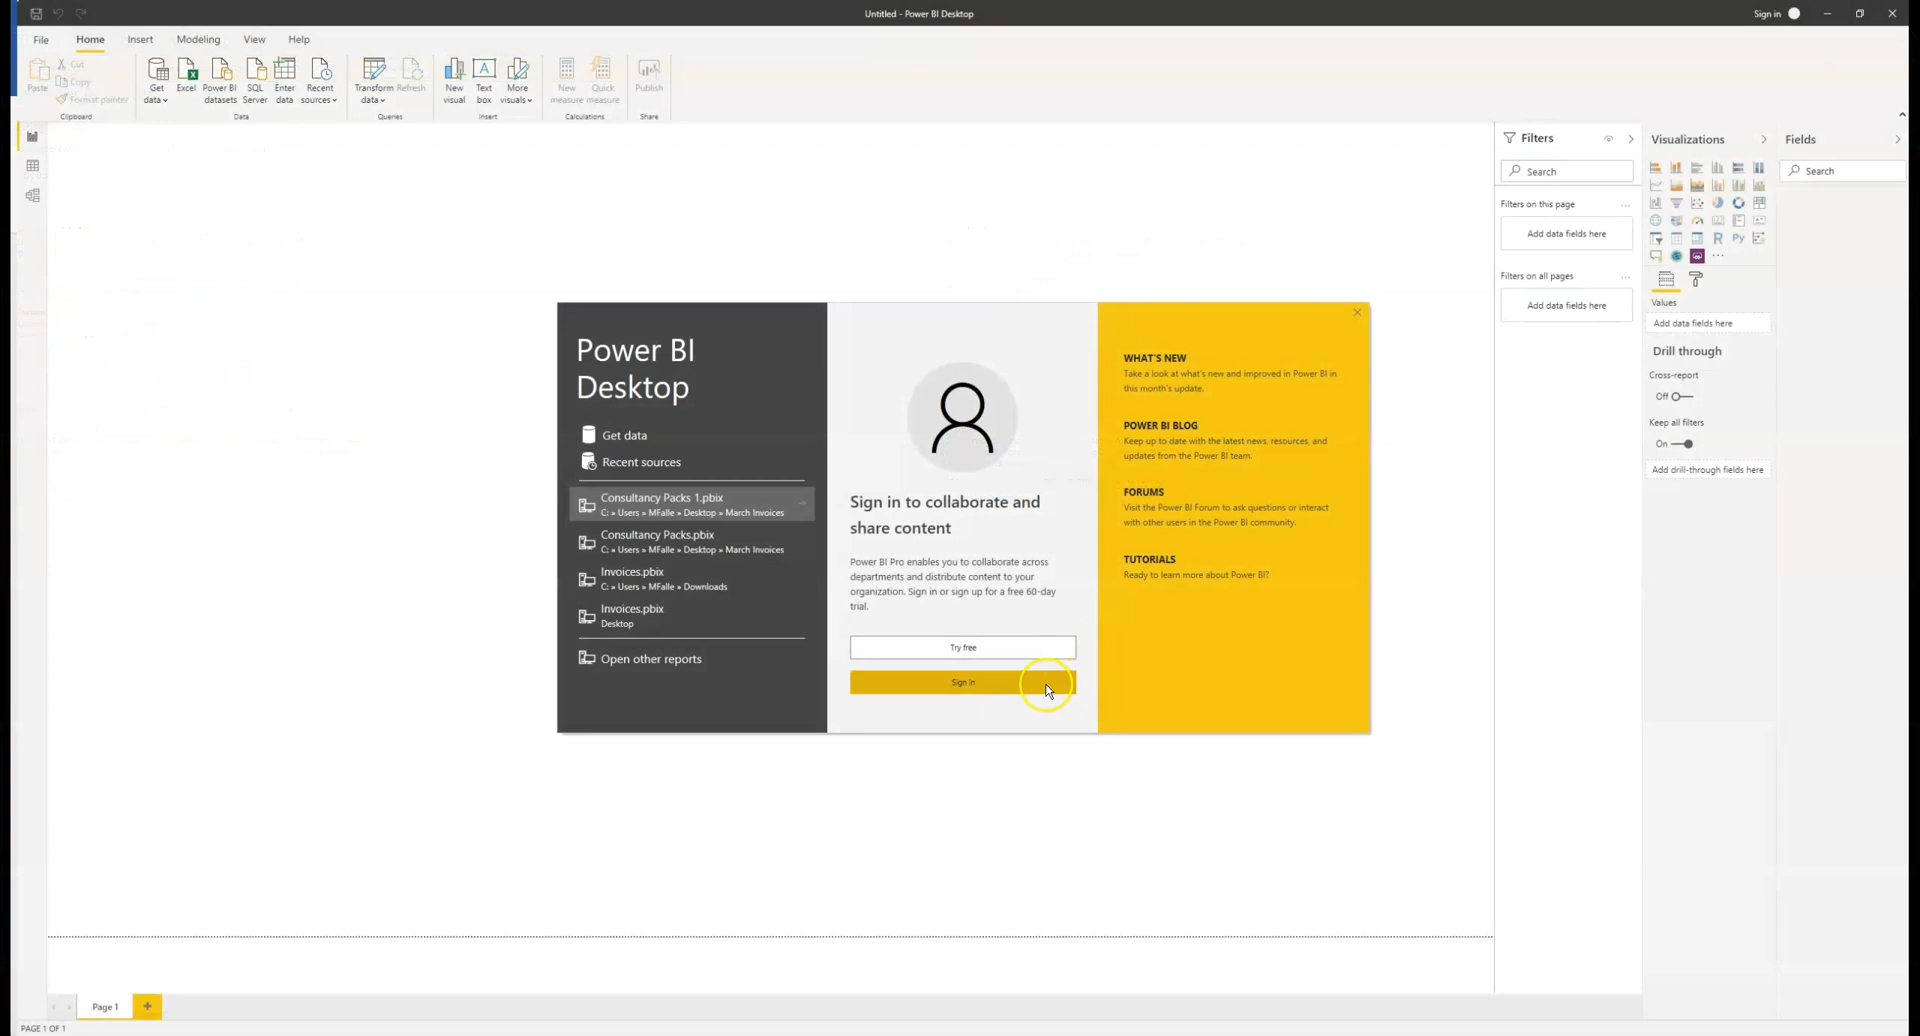 Untitled - Power BI Desktop
Sign in
File Home Insert Modeling View Help
Paste
Cut
Copy
Format painter
Clipboard
Get data
Excel
Power BI datasets
SQL Server
Enter data
Recent sources
Data
Transform data
Refresh
Queries
New visual
Text box
More visuals
Insert
New measure
Quick measure
Calculations
Publish
Share
Filters
Search
Filters on this page
Add data fields here
Filters on all pages
Add data fields here
Visualizations
R
Py
Values
Add data fields here
Drill through
Cross-report
Off
Keep all filters
On
Add drill-through fields here
Fields
Search
Power BI
Desktop
Get data
Recent sources
Consultancy Packs 1.pbix
C: » Users » MFalle » Desktop » March Invoices
Consultancy Packs.pbix
C: » Users » MFalle » Desktop » March Invoices
Invoices.pbix
C: » Users » MFalle » Downloads
Invoices.pbix
Desktop
Open other reports
Sign in to collaborate and
share content
Power BI Pro enables you to collaborate across
departments and distribute content to your
organization. Sign in or sign up for a free 60-day
trial.
Try free
Sign in
WHAT'S NEW
Take a look at what's new and improved in Power BI in
this month's update.
POWER BI BLOG
Keep up to date with the latest news, resources, and
updates from the Power BI team.
FORUMS
Visit the Power BI Forum to ask questions or interact
with other users in the Power BI community.
TUTORIALS
Ready to learn more about Power BI?
Page 1
PAGE 1 OF 1